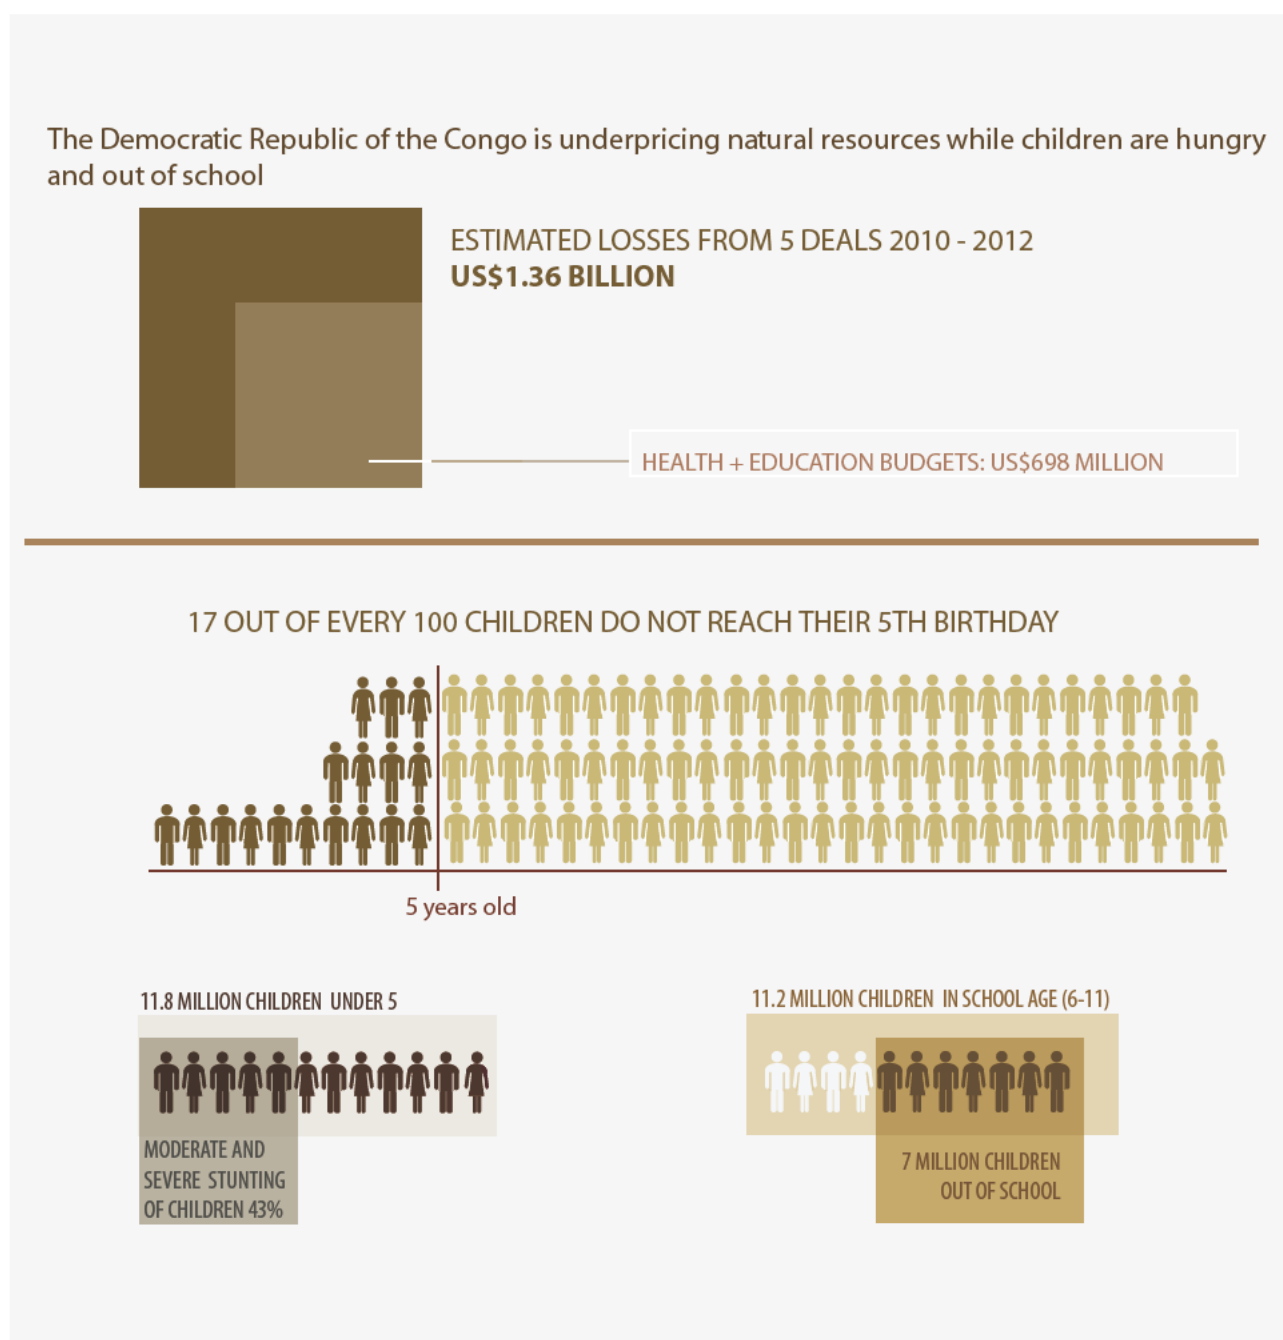 The Democratic Republic of the Congo is underpricing natural resources while children are hungry
and out of school
ESTIMATED LOSSES FROM 5 DEALS 2010 - 2012
US$1.36 BILLION
HEALTH + EDUCATION BUDGETS: US$698 MILLION
17 OUT OF EVERY 100 CHILDREN DO NOT REACH THEIR 5TH BIRTHDAY
5 years old
11.8 MILLION CHILDREN UNDER 5
MODERATE AND
SEVERE STUNTING
OF CHILDREN 43%
11.2 MILLION CHILDREN IN SCHOOL AGE (6-11)
7 MILLION CHILDREN
OUT OF SCHOOL